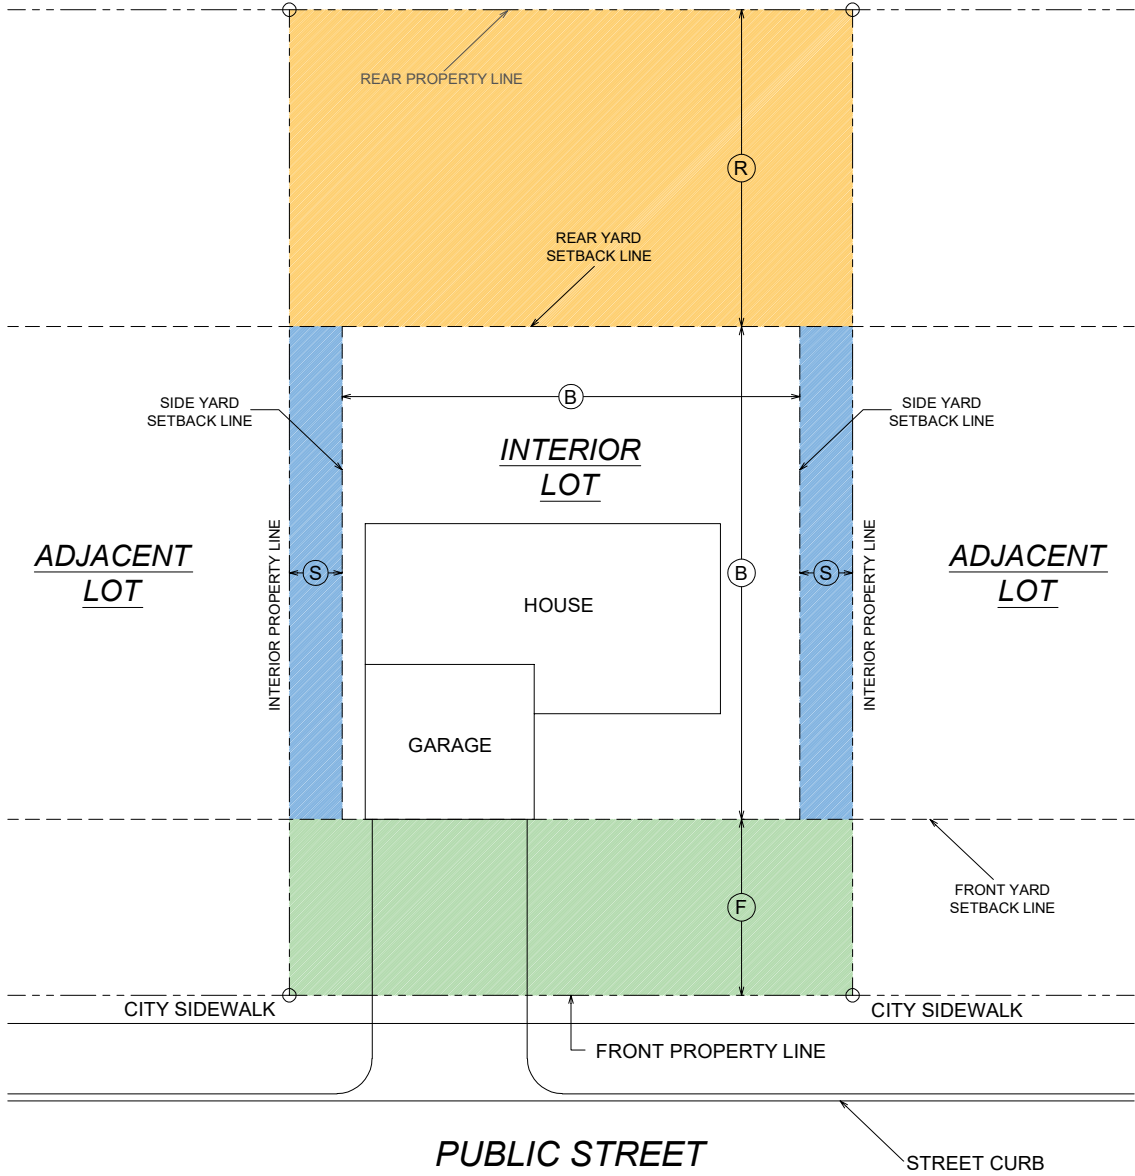 REAR PROPERTY LINE
R
REAR YARD
SETBACK LINE
B
SIDE YARD
SETBACK LINE
SIDE YARD
SETBACK LINE
INTERIOR
LOT
ADJACENT
LOT
INTERIOR PROPERTY LINE
S
HOUSE
B
S
INTERIOR PROPERTY LINE
ADJACENT
LOT
GARAGE
F
FRONT YARD
SETBACK LINE
CITY SIDEWALK
CITY SIDEWALK
FRONT PROPERTY LINE
PUBLIC STREET
STREET CURB